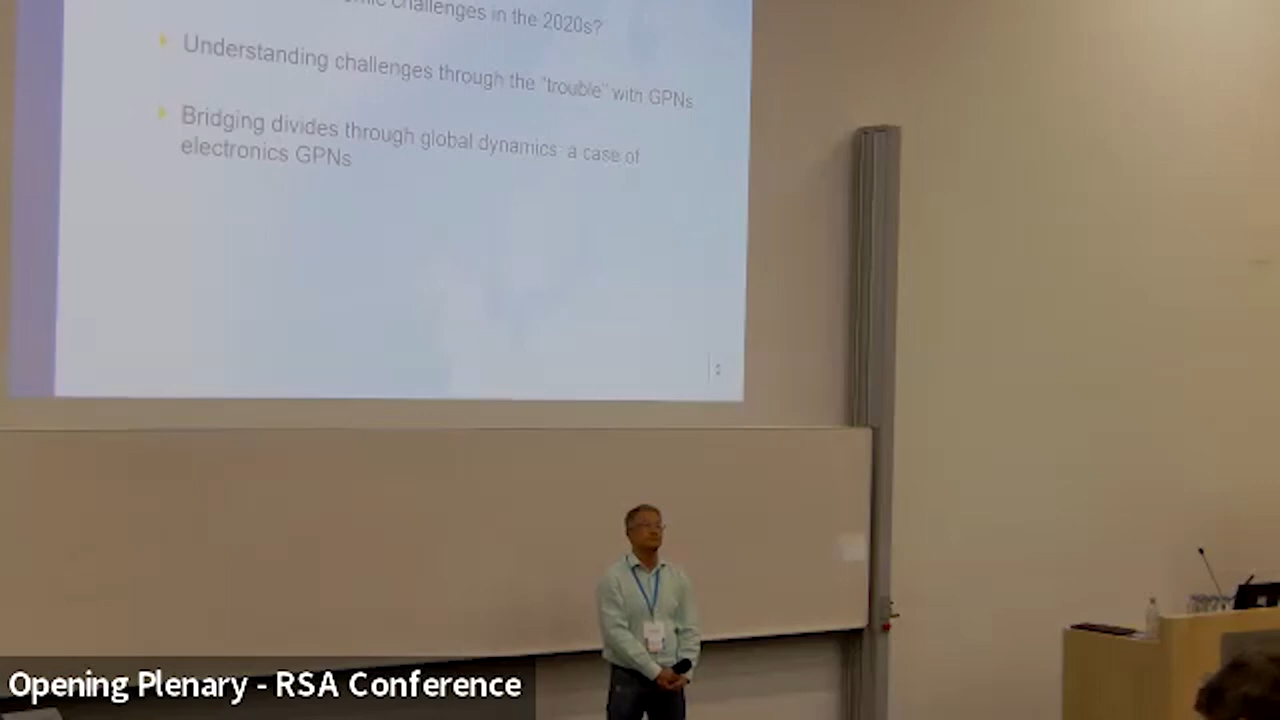 challenges in the 2020s?
Understanding challenges through the "trouble" with GPNs
Bridging divides through global dynamics: a case of
electronics GPNs
Opening Plenary - RSA Conference